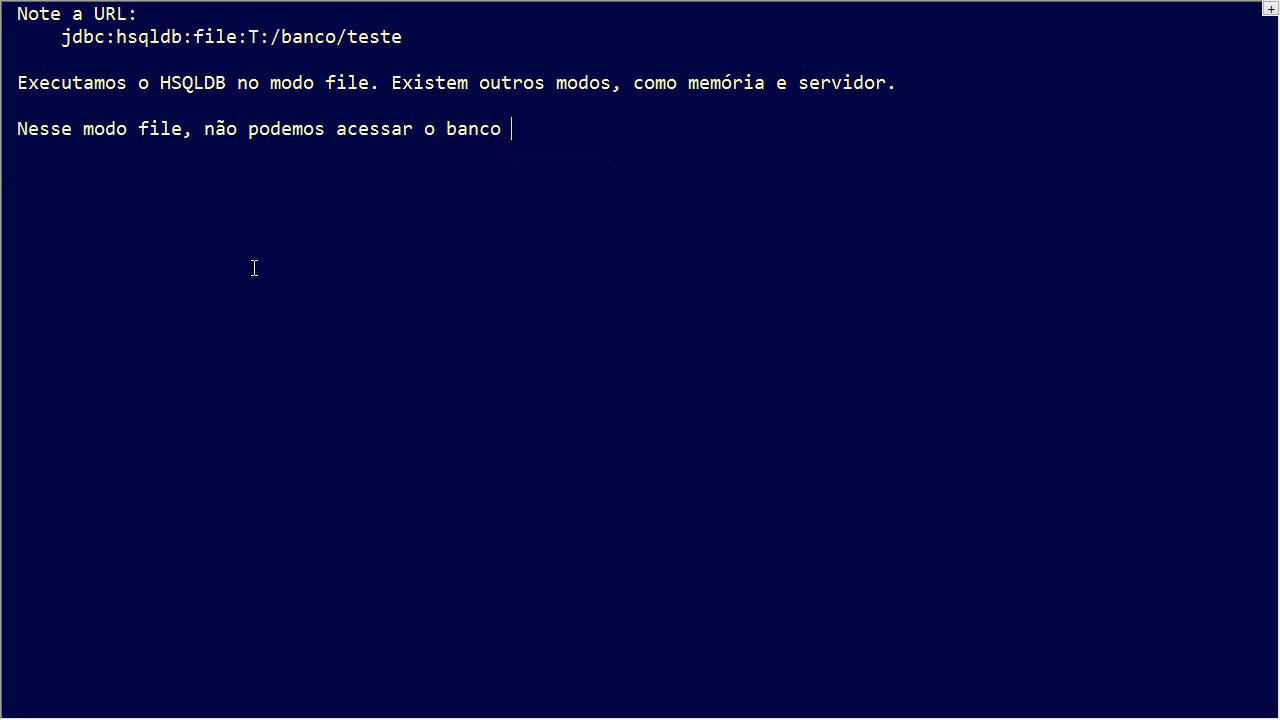 Note a URL:
jdbc:hsqldb:file:T:/banco/teste
Executamos o HSQLDB no modo file. Existem outros modos, como memória e servidor.
Nesse modo file, não podemos acessar o banco